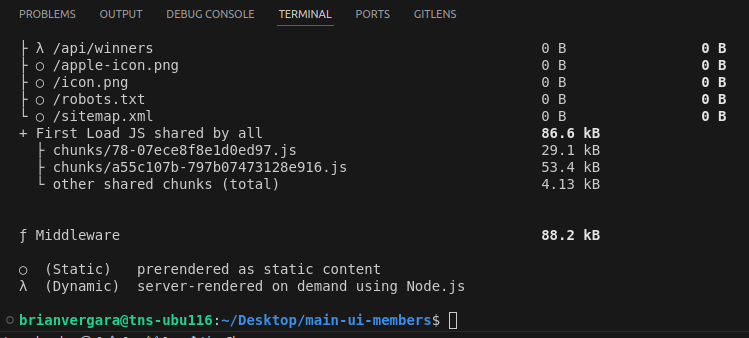 PROBLEMS OUTPUT DEBUG CONSOLE TERMINAL PORTS GITLENS
├ λ /api/winners 0 B 0 B
├ ○ /apple-icon.png 0 B 0 B
├ ○ /icon.png 0 B 0 B
├ ○ /robots.txt 0 B 0 B
└ ○ /sitemap.xml 0 B 0 B
+ First Load JS shared by all 86.6 kB
├ chunks/78-07ece8f8e1d0ed97.js 29.1 kB
├ chunks/a55c107b-797b07473128e916.js 53.4 kB
└ other shared chunks (total) 4.13 kB
ƒ Middleware 88.2 kB
○ (Static) prerendered as static content
λ (Dynamic) server-rendered on demand using Node.js
brianvergara@tns-ubu116:~/Desktop/main-ui-members$